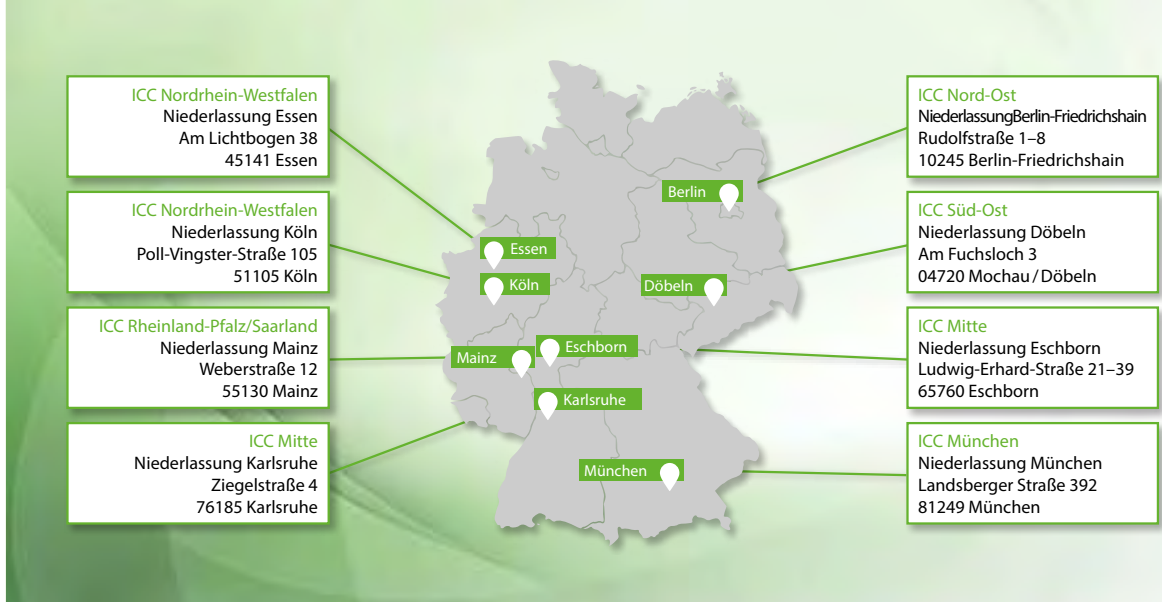 ICC Nordrhein-Westfalen
Niederlassung Essen
Am Lichtbogen 38
45141 Essen
ICC Nordrhein-Westfalen
Niederlassung Köln
Poll-Vingster-Straße 105
51105 Köln
ICC Rheinland-Pfalz/Saarland
Niederlassung Mainz
Weberstraße 12
55130 Mainz
ICC Mitte
Niederlassung Karlsruhe
Ziegelstraße 4
76185 Karlsruhe
Berlin
Essen
Köln
Döbeln
Eschborn
Mainz
Karlsruhe
München
ICC Nord-Ost
NiederlassungBerlin-Friedrichshain
Rudolfstraße 1–8
10245 Berlin-Friedrichshain
ICC Süd-Ost
Niederlassung Döbeln
Am Fuchsloch 3
04720 Mochau / Döbeln
ICC Mitte
Niederlassung Eschborn
Ludwig-Erhard-Straße 21–39
65760 Eschborn
ICC München
Niederlassung München
Landsberger Straße 392
81249 München